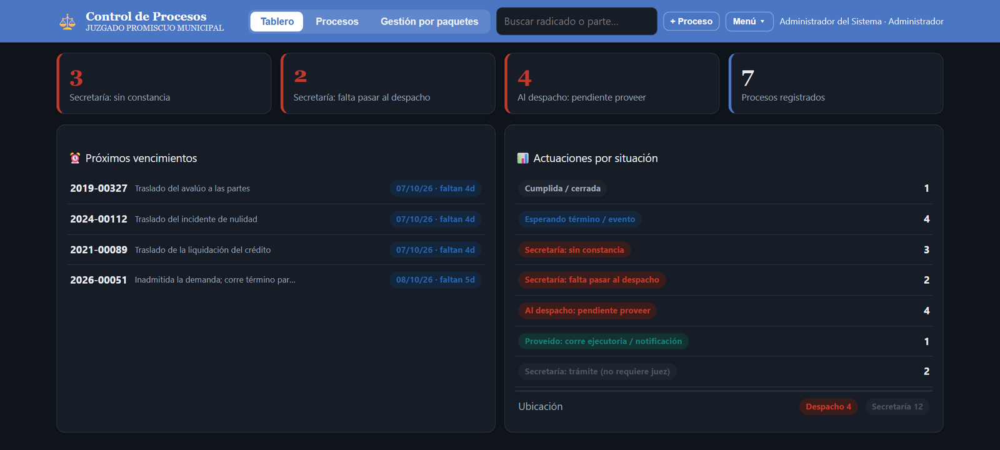 Control de Procesos
JUZGADO PROMISCUO MUNICIPAL
Tablero
Procesos
Gestión por paquetes
Buscar radicado o parte...
+ Proceso
Menú ▾
Administrador del Sistema · Administrador
3
Secretaría: sin constancia
2
Secretaría: falta pasar al despacho
4
Al despacho: pendiente proveer
7
Procesos registrados
Próximos vencimientos
2019-00327 Traslado del avalúo a las partes 07/10/26 · faltan 4d
2024-00112 Traslado del incidente de nulidad 07/10/26 · faltan 4d
2021-00089 Traslado de la liquidación del crédito 07/10/26 · faltan 4d
2026-00051 Inadmitida la demanda; corre término par... 08/10/26 · faltan 5d
Actuaciones por situación
Cumplida / cerrada 1
Esperando término / evento 4
Secretaría: sin constancia 3
Secretaría: falta pasar al despacho 2
Al despacho: pendiente proveer 4
Proveído: corre ejecutoria / notificación 1
Secretaría: trámite (no requiere juez) 2
Ubicación Despacho 4 Secretaría 12